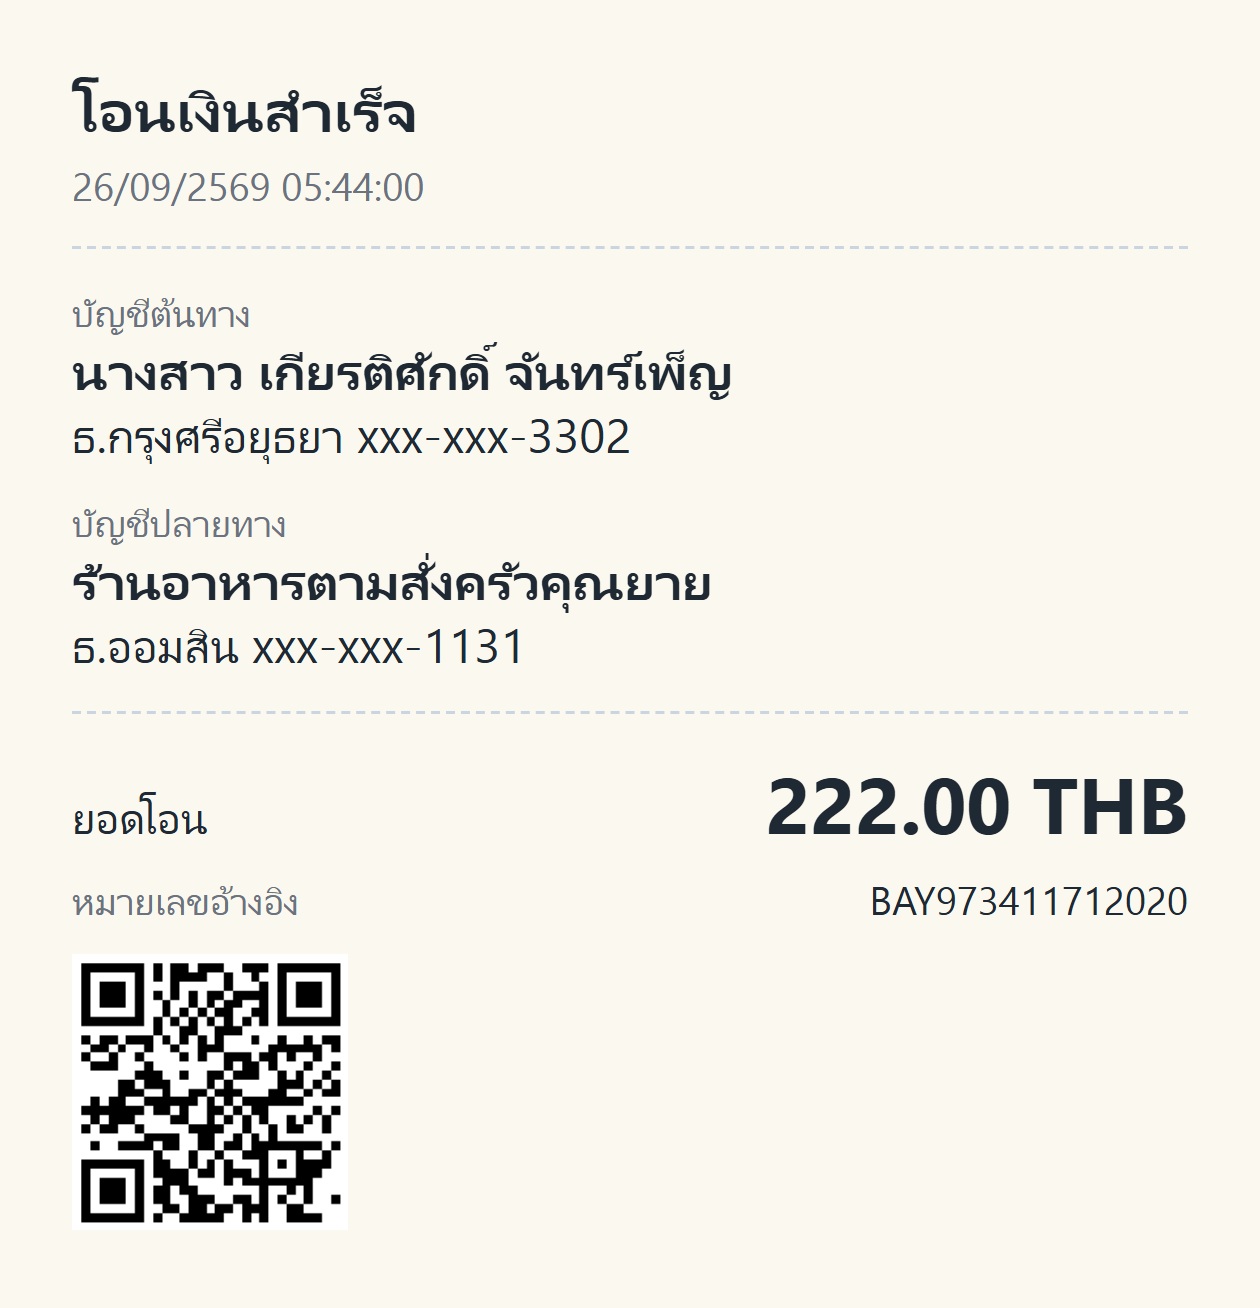 โอนเงินสำเร็จ
26/09/2569 05:44:00
บัญชีต้นทาง
นางสาว เกียรติศักดิ์ จันทร์เพ็ญ
ธ.กรุงศรีอยุธยา xxx-xxx-3302
บัญชีปลายทาง
ร้านอาหารตามสั่งครัวคุณยาย
ธ.ออมสิน xxx-xxx-1131
ยอดโอน 222.00 THB
หมายเลขอ้างอิง BAY973411712020